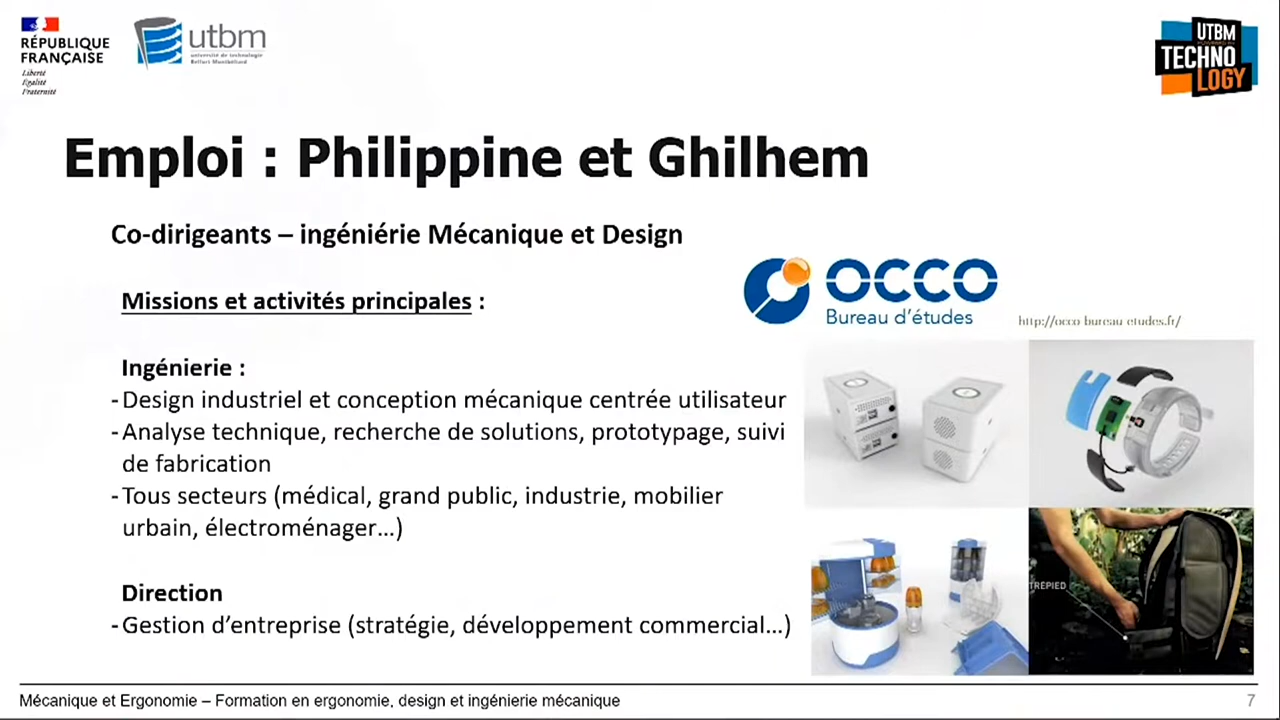 RÉPUBLIQUE
FRANÇAISE
Liberté
Égalité
Fraternité
utbm
université de technologie
Belfort Montbéliard
UTBM
TECHNO
LOGY
Emploi : Philippine et Ghilhem
Co-dirigeants – ingéniérie Mécanique et Design
Missions et activités principales :
OCCO
Bureau d'études
http://occo-bureau-etudes.fr/
Ingénierie :
- Design industriel et conception mécanique centrée utilisateur
- Analyse technique, recherche de solutions, prototypage, suivi
de fabrication
- Tous secteurs (médical, grand public, industrie, mobilier
urbain, électroménager…)
TRÉPIED
Direction
- Gestion d'entreprise (stratégie, développement commercial…)
Mécanique et Ergonomie – Formation en ergonomie, design et ingénierie mécanique
7